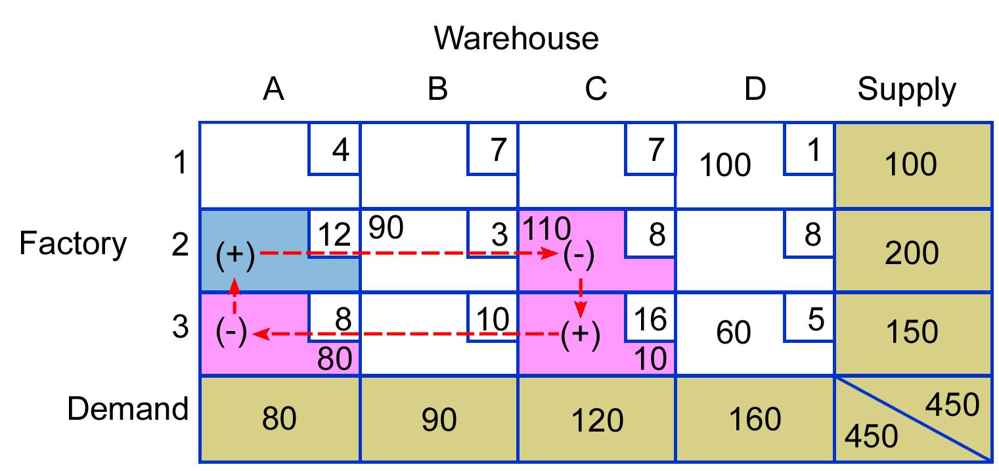 Warehouse
A B C D Supply
1 4 7 7 100 1 100
Factory 2 (+) 12 90 3 110 (-) 8 8 200
3 (-) 8 80 10 (+) 16 10 60 5 150
Demand 80 90 120 160 450 450